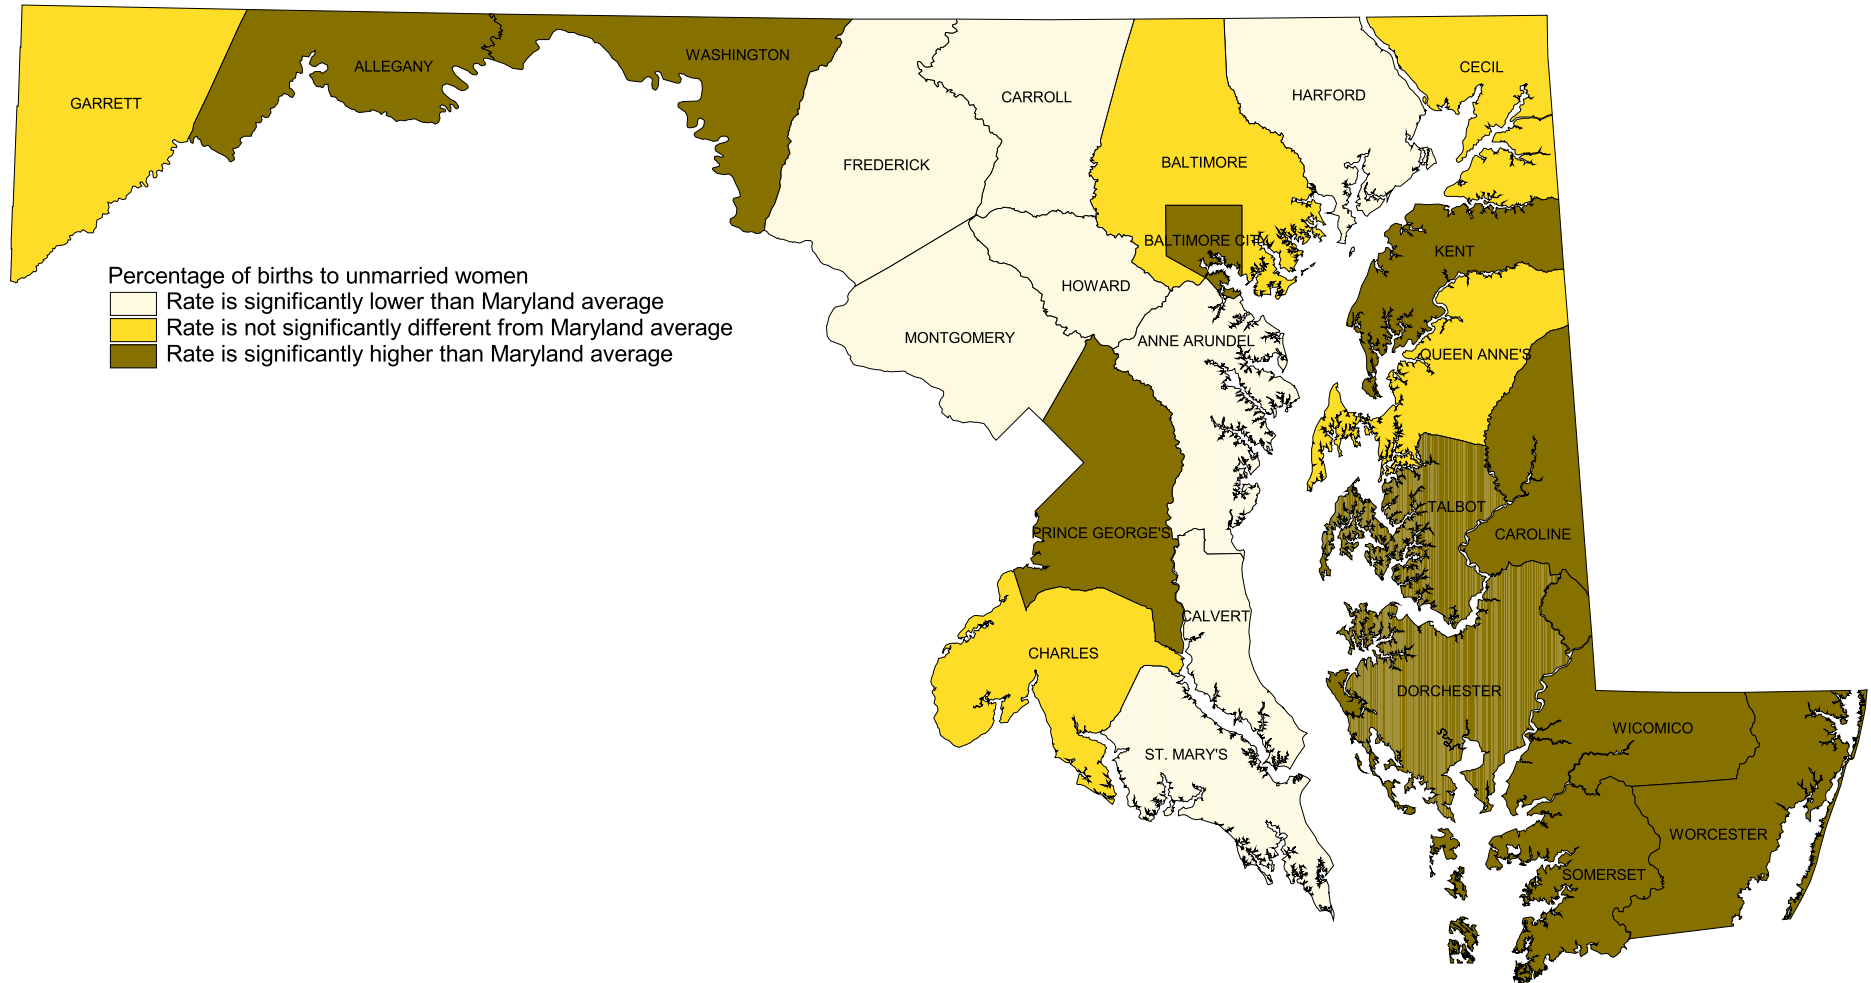 WASHINGTON
ALLEGANY
CECIL
GARRETT
CARROLL
HARFORD
FREDERICK
BALTIMORE
BALTIMORE CITY
KENT
Percentage of births to unmarried women
Rate is significantly lower than Maryland average
Rate is not significantly different from Maryland average
Rate is significantly higher than Maryland average
HOWARD
MONTGOMERY
ANNE ARUNDEL
QUEEN ANNE'S
TALBOT
PRINCE GEORGE'S
CAROLINE
CALVERT
CHARLES
DORCHESTER
WICOMICO
ST. MARY'S
WORCESTER
SOMERSET